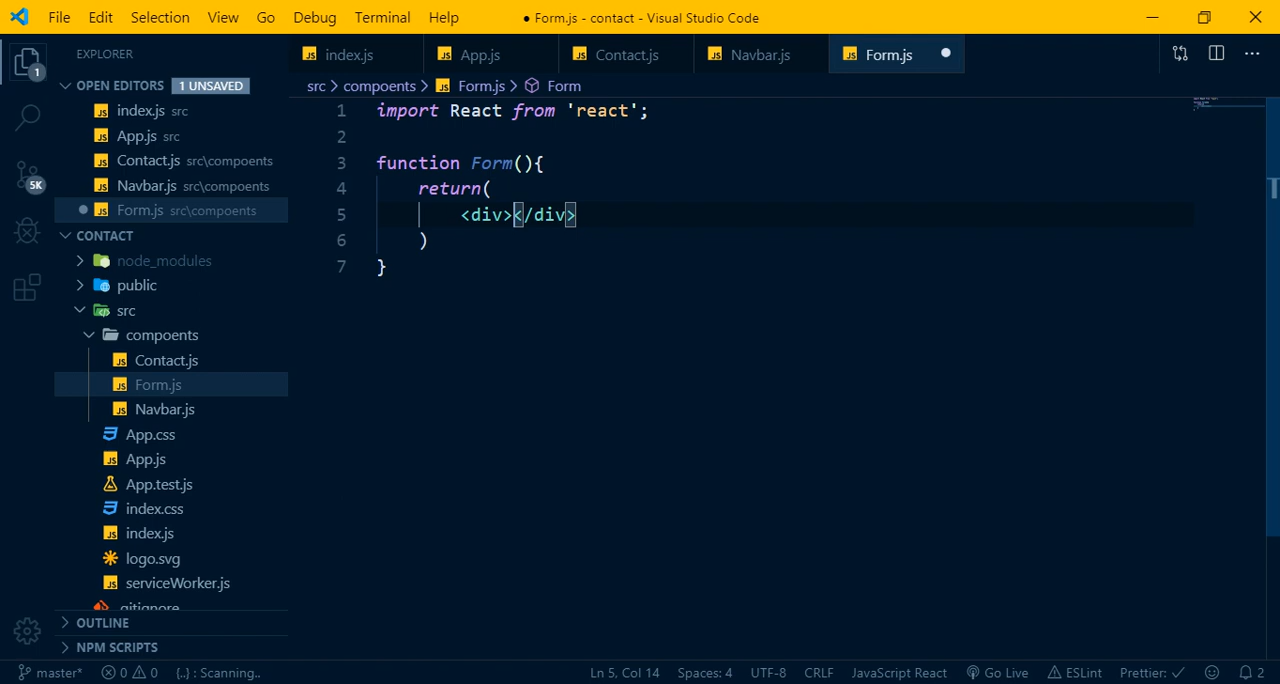 File Edit Selection View Go Debug Terminal Help ● Form.js - contact - Visual Studio Code
EXPLORER
OPEN EDITORS 1 UNSAVED
index.js src
App.js src
Contact.js src\compoents
Navbar.js src\compoents
Form.js src\compoents
CONTACT
node_modules
public
src
compoents
Contact.js
Form.js
Navbar.js
App.css
App.js
App.test.js
index.css
index.js
logo.svg
serviceWorker.js
.gitignore
OUTLINE
NPM SCRIPTS
1
5K
index.js App.js Contact.js Navbar.js Form.js
src > compoents > Form.js > Form
1 import React from 'react';
2
3 function Form(){
4 return(
5 <div></div>
6 )
7 }
master* 0 0 {..} : Scanning.. Ln 5, Col 14 Spaces: 4 UTF-8 CRLF JavaScript React Go Live ESLint Prettier: ✓ 2